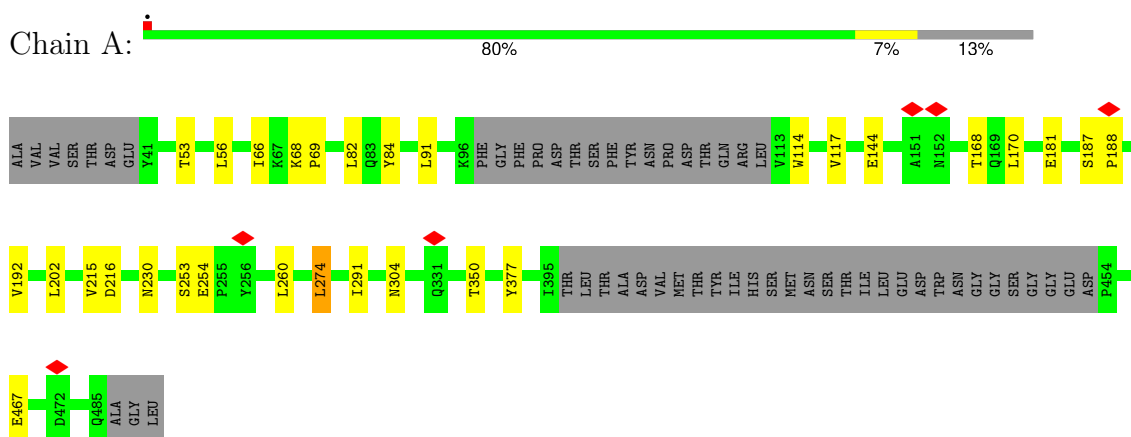 Chain A:
80% 7% 13%
ALA VAL VAL SER THR ASP GLU Y41 T53 L56 I66 K67 K68 P69 L82 Q83 Y84 L91 K96 PHE GLY PHE PRO ASP THR SER PHE TYR ASN PRO ASP THR GLN ARG LEU V113 W114 V117 E144 A151 N152 T168 Q169 L170 E181 S187 P188
V192 L202 V215 D216 N230 S253 E254 P255 Y256 L260 L274 I291 N304 Q331 T350 Y377 I395 THR LEU THR ALA ASP VAL MET THR TYR ILE HIS SER MET ASN SER THR ILE LEU GLU ASP TRP ASN GLY GLY SER GLY GLY GLU ASP P454
E467 D472 Q485 ALA GLY LEU